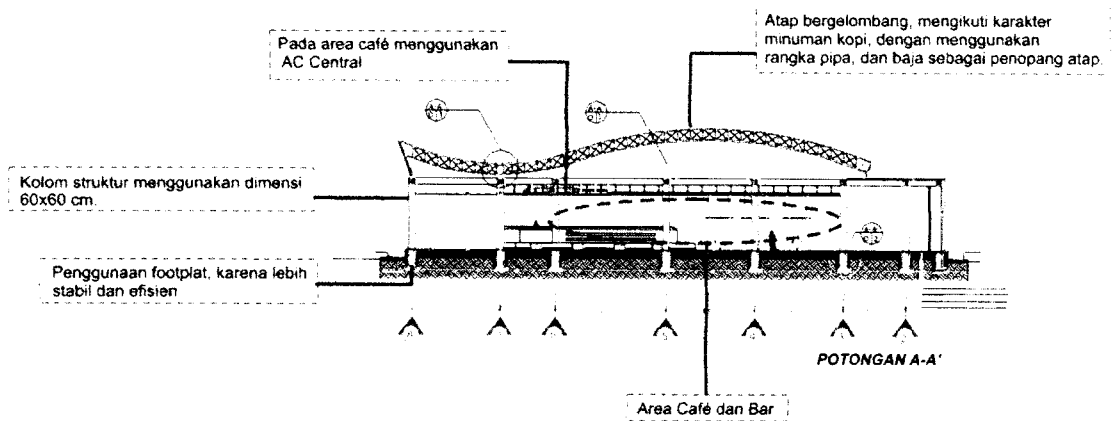 Pada area café menggunakan
AC Central
Atap bergelombang, mengikuti karakter
minuman kopi, dengan menggunakan
rangka pipa, dan baja sebagai penopang atap.
Kolom struktur menggunakan dimensi
60x60 cm.
Penggunaan footplat, karena lebih
stabil dan efisien
POTONGAN A-A'
Area Café dan Bar